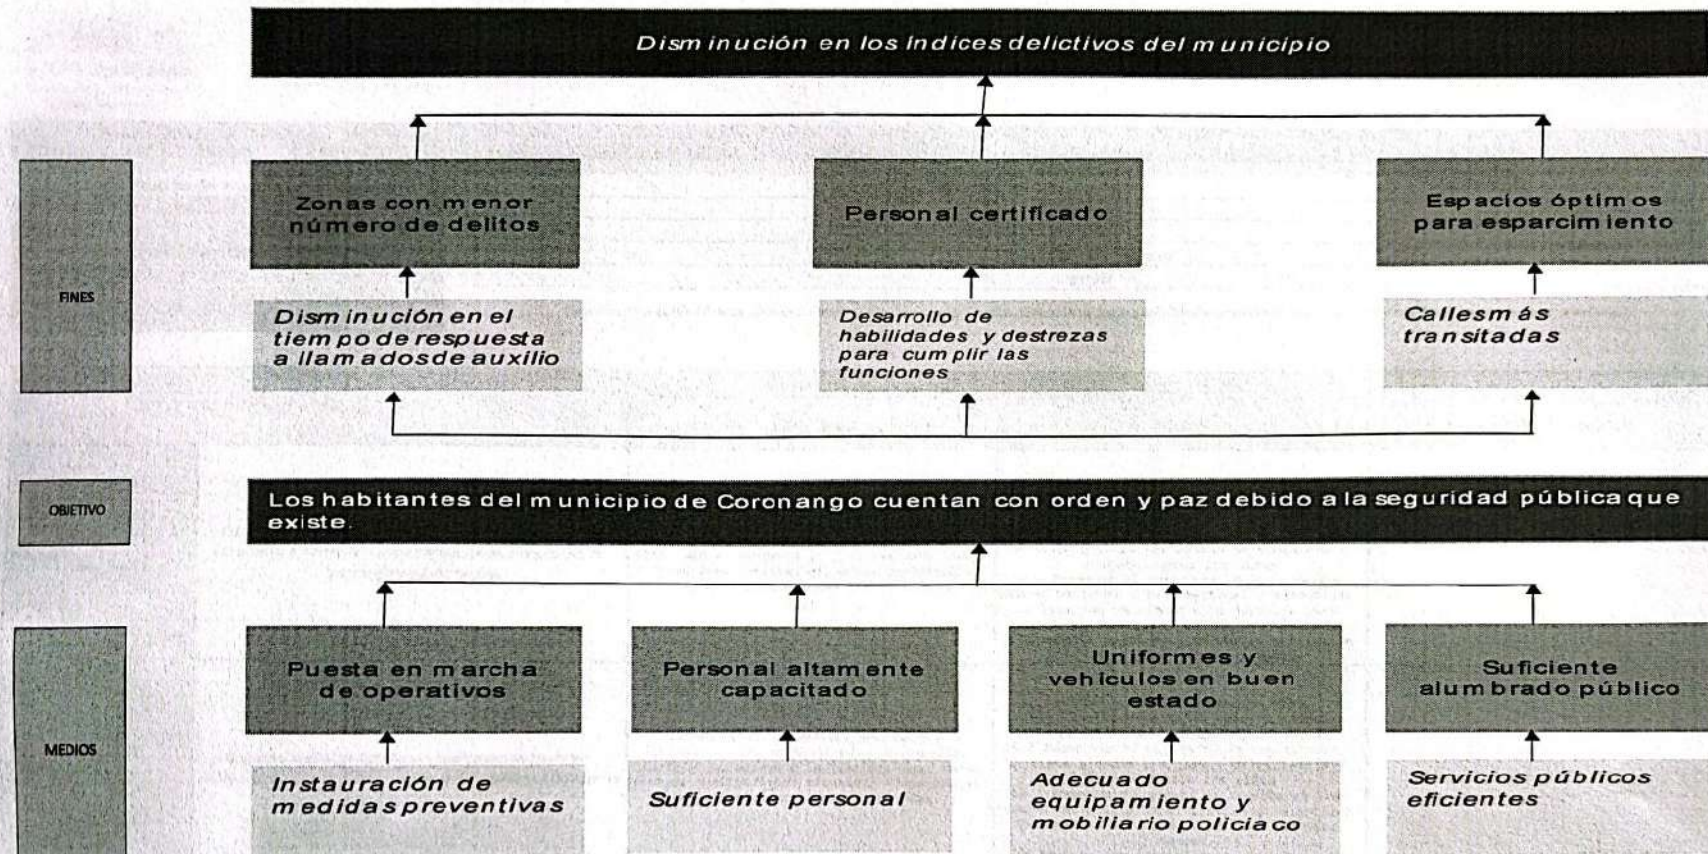 Disminución en los índices delictivos del municipio
FINES
Zonas con menor
número de delitos
Personal certificado
Espacios óptimos
para esparcimiento
Disminución en el
tiempo de respuesta
a llamados de auxilio
Desarrollo de
habilidades y destrezas
para cumplir las
funciones
Calles más
transitadas
OBJETIVO
Los habitantes del municipio de Coronango cuentan con orden y paz debido a la seguridad pública que
existe.
MEDIOS
Puesta en marcha
de operativos
Personal altamente
capacitado
Uniformes y
vehículos en buen
estado
Suficiente
alumbrado público
Instauración de
medidas preventivas
Suficiente personal
Adecuado
equipamiento y
mobiliario policiaco
Servicios públicos
eficientes